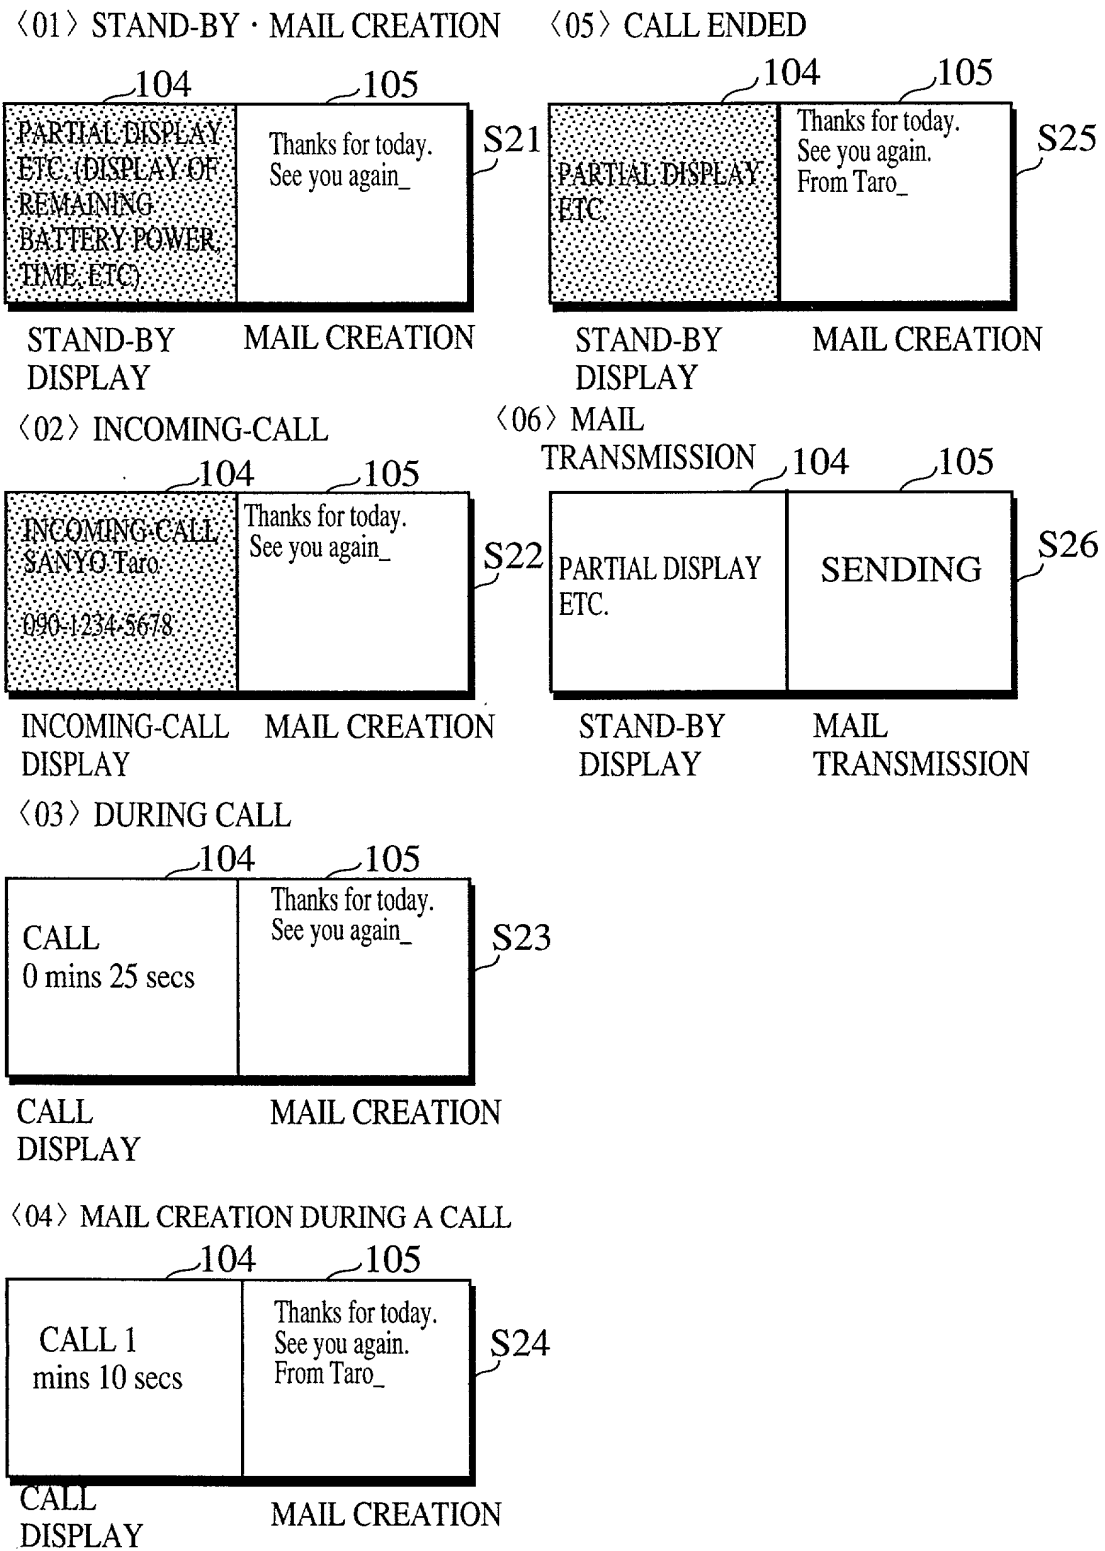 〈01〉 STAND-BY・MAIL CREATION
104
105
PARTIAL DISPLAY
ETC. (DISPLAY OF
REMAINING
BATTERY POWER,
TIME, ETC)
Thanks for today.
See you again_
S21
STAND-BY
DISPLAY
MAIL CREATION
〈02〉 INCOMING-CALL
104
105
INCOMING-CALL
SANYO Taro
090-1234-5678
Thanks for today.
See you again_
S22
INCOMING-CALL
DISPLAY
MAIL CREATION
〈03〉 DURING CALL
104
105
CALL
0 mins 25 secs
Thanks for today.
See you again_
S23
CALL
DISPLAY
MAIL CREATION
〈04〉 MAIL CREATION DURING A CALL
104
105
CALL 1
mins 10 secs
Thanks for today.
See you again.
From Taro_
S24
CALL
DISPLAY
MAIL CREATION
〈05〉 CALL ENDED
104
105
PARTIAL DISPLAY
ETC.
Thanks for today.
See you again.
From Taro_
S25
STAND-BY
DISPLAY
MAIL CREATION
〈06〉 MAIL
TRANSMISSION
104
105
PARTIAL DISPLAY
ETC.
SENDING
S26
STAND-BY
DISPLAY
MAIL
TRANSMISSION